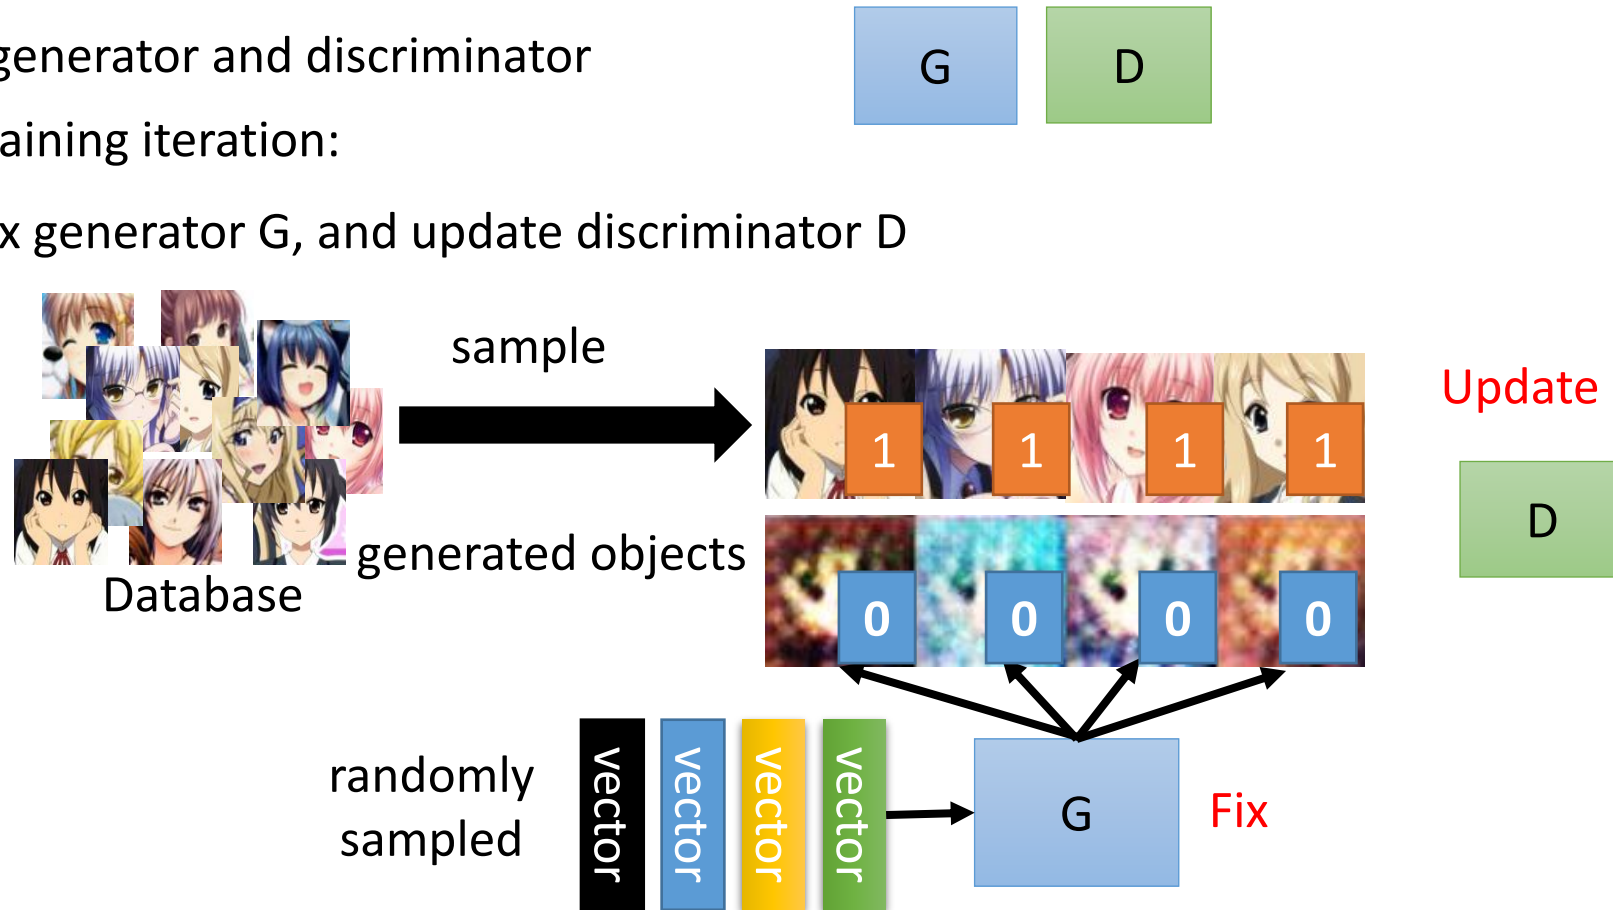 generator and discriminator
G D
aining iteration:
x generator G, and update discriminator D
sample
Update
1 1 1 1
D
generated objects
Database
0 0 0 0
randomly
sampled
vector
vector
vector
vector
G
Fix